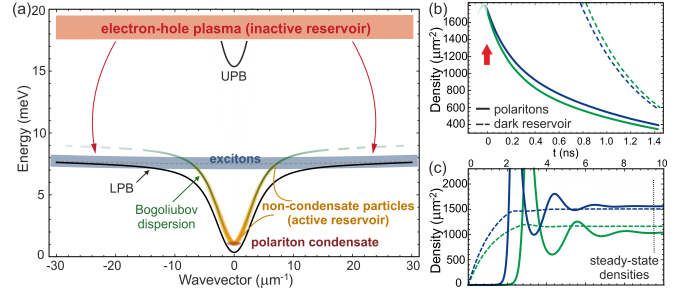 (a)
20
15
10
5
0
Energy (meV)
electron-hole plasma (inactive reservoir)
UPB
excitons
LPB
Bogoliubov
dispersion
non-condensate particles
(active reservoir)
polariton condensate
-30
-20
-10
0
10
20
30
Wavevector (μm⁻¹)
(b)
1800
1600
1400
1200
1000
800
600
400
Density (μm⁻²)
polaritons
dark reservoir
0
0.2
0.4
0.6
0.8
1.0
1.2
1.4
t (ns)
(c)
0
2
4
6
8
10
2000
1500
1000
500
0
Density (μm⁻²)
steady-state
densities